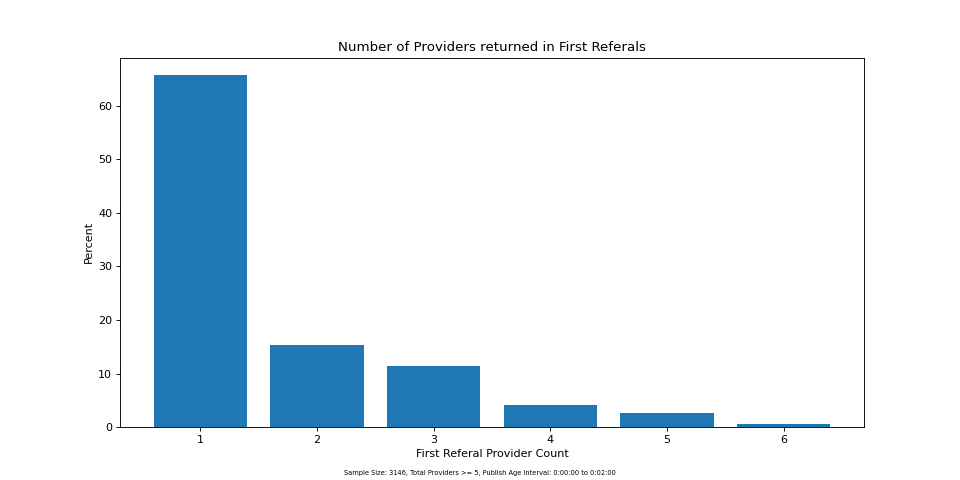 Number of Providers returned in First Referals
60
50
40
30
20
10
0
Percent
1 2 3 4 5 6
First Referal Provider Count
Sample Size: 3146, Total Providers >= 5, Publish Age Interval: 0:00:00 to 0:02:00